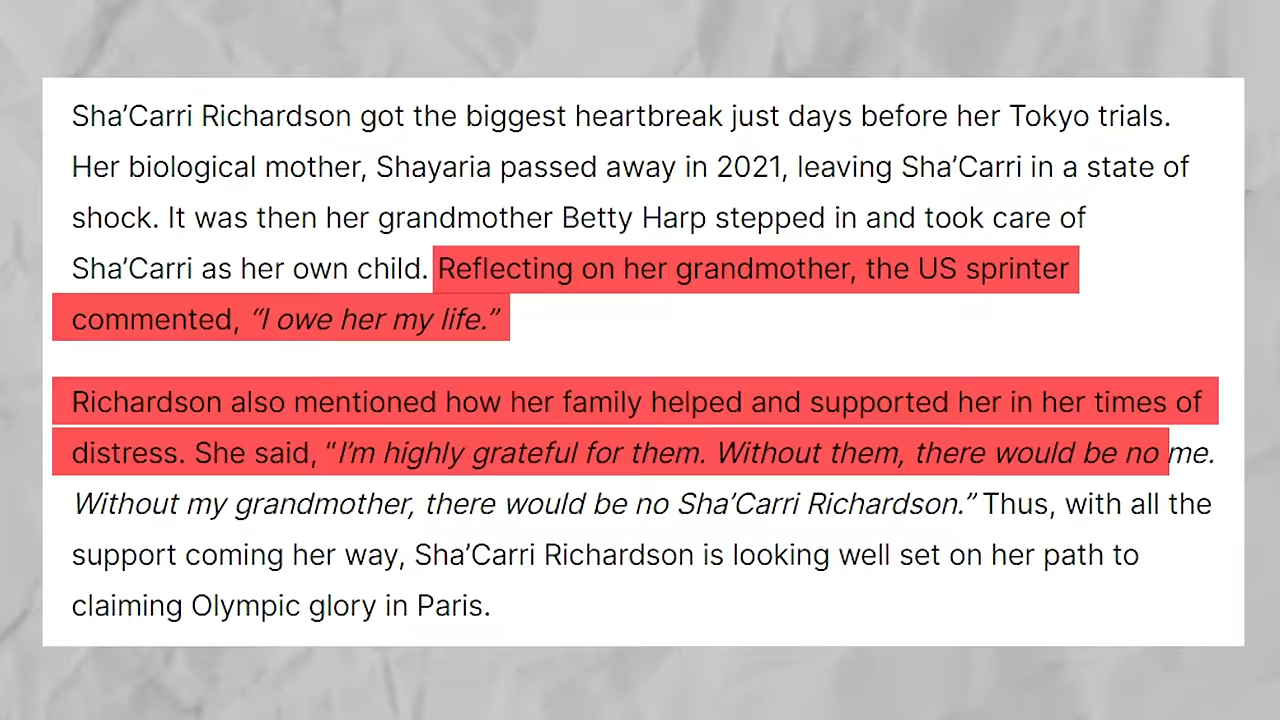 Sha’Carri Richardson got the biggest heartbreak just days before her Tokyo trials.
Her biological mother, Shayaria passed away in 2021, leaving Sha’Carri in a state of
shock. It was then her grandmother Betty Harp stepped in and took care of
Sha’Carri as her own child. Reflecting on her grandmother, the US sprinter
commented, “I owe her my life.”
Richardson also mentioned how her family helped and supported her in her times of
distress. She said, “I’m highly grateful for them. Without them, there would be no me.
Without my grandmother, there would be no Sha’Carri Richardson.” Thus, with all the
support coming her way, Sha’Carri Richardson is looking well set on her path to
claiming Olympic glory in Paris.